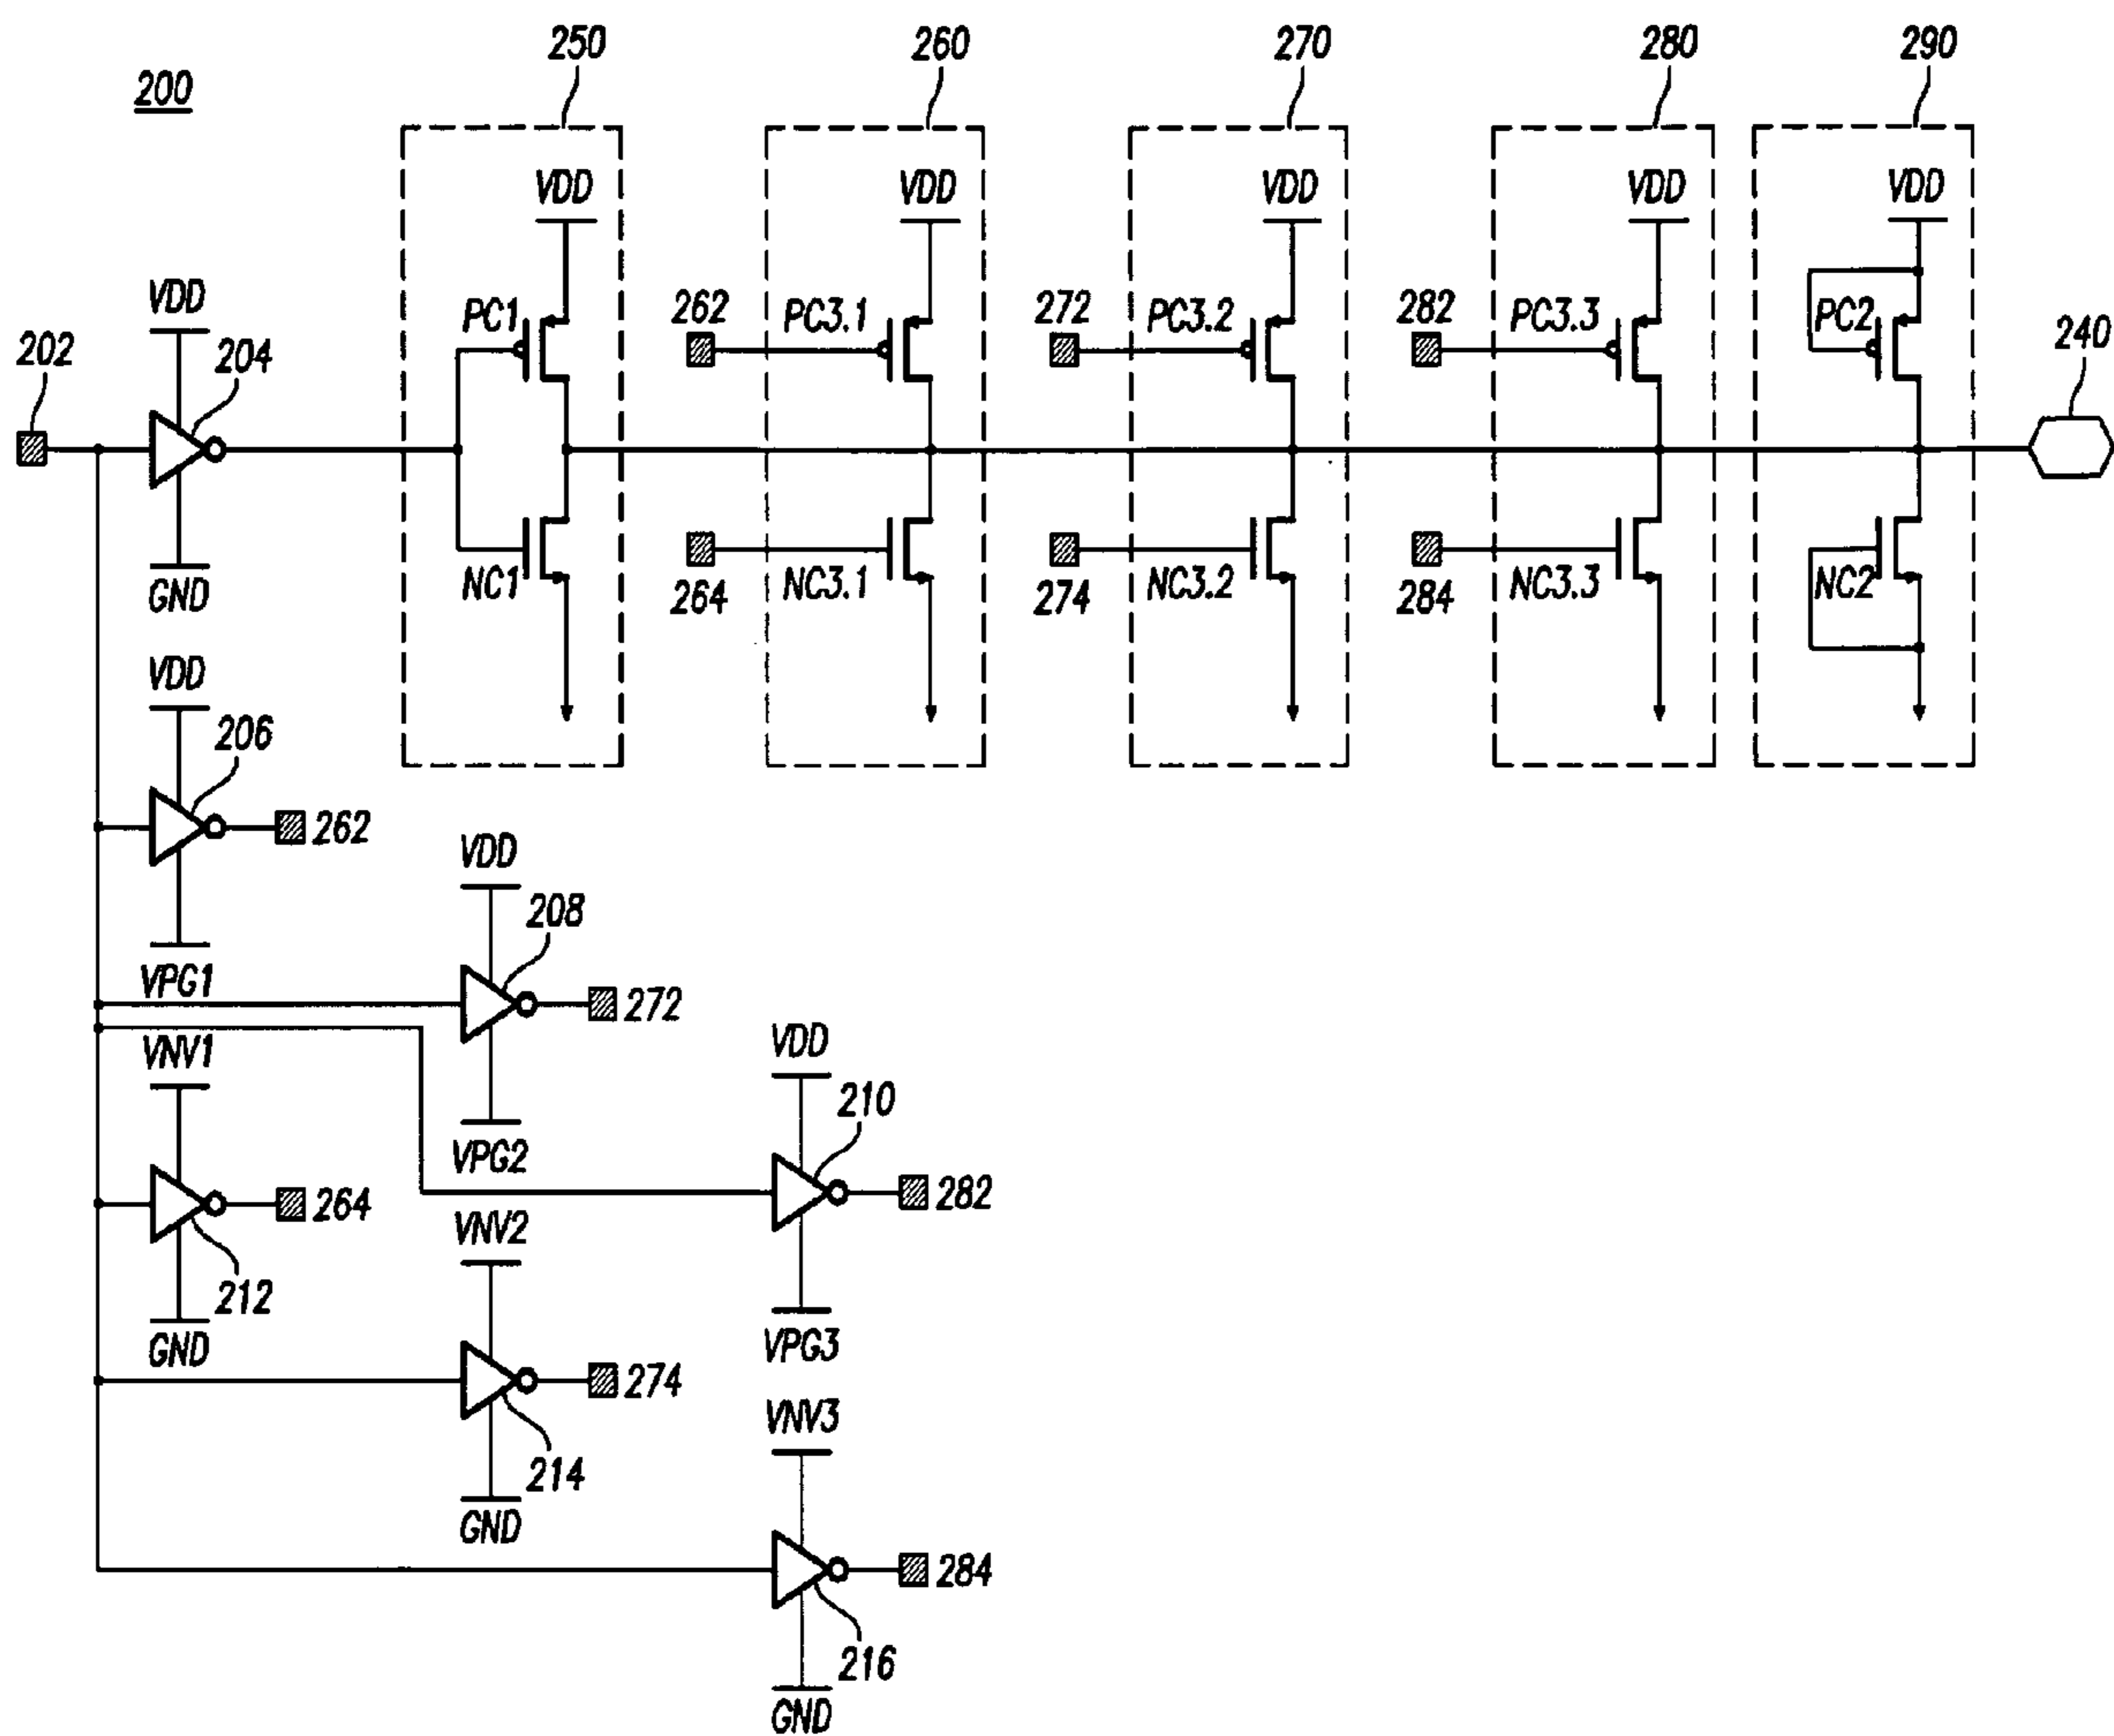 200
250
260
270
280
290
VDD
VDD
VDD
VDD
VDD
VDD
202
204
PC1
262
PC3.1
272
PC3.2
282
PC3.3
PC2
240
GND
NC1
264
NC3.1
274
NC3.2
284
NC3.3
NC2
VDD
206
262
VPG1
VDD
208
272
VPG2
VNV1
264
212
GND
VDD
210
282
VPG3
VNV2
274
214
GND
VNV3
284
216
GND